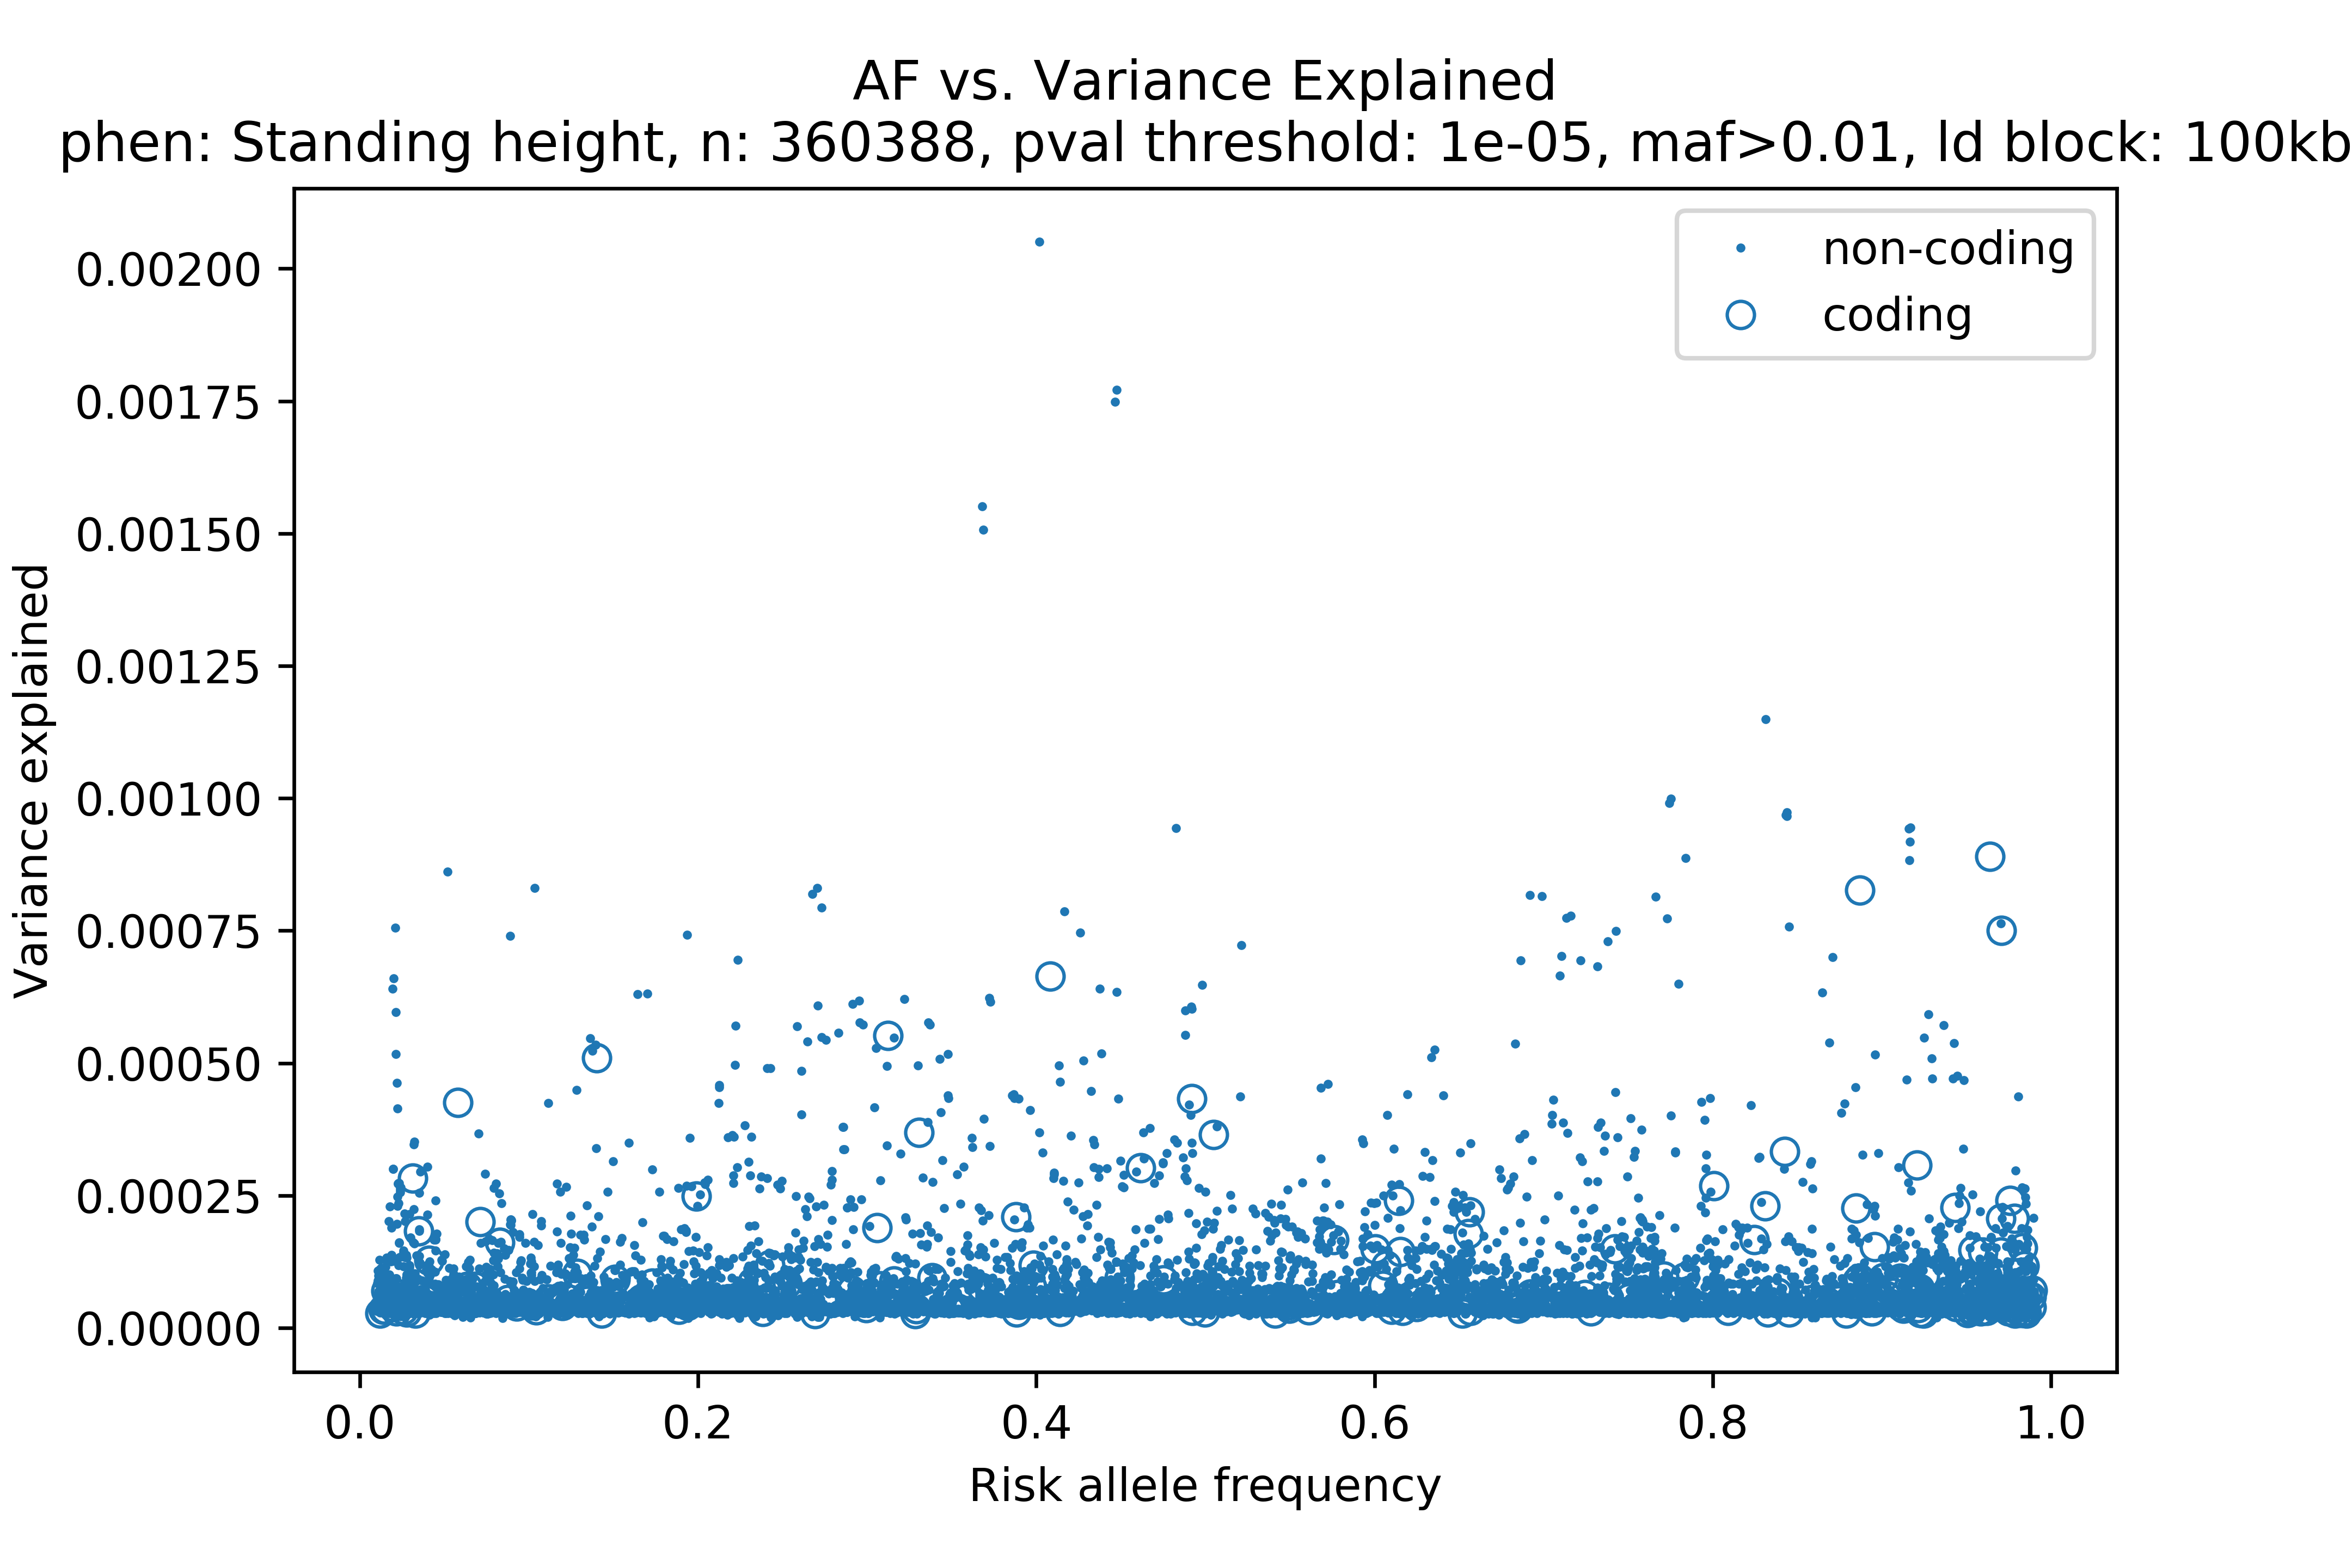 AF vs. Variance Explained
phen: Standing height, n: 360388, pval threshold: 1e-05, maf>0.01, ld block: 100kb
non-coding
coding
0.00200
0.00175
0.00150
0.00125
0.00100
0.00075
0.00050
0.00025
0.00000
Variance explained
0.0 0.2 0.4 0.6 0.8 1.0
Risk allele frequency